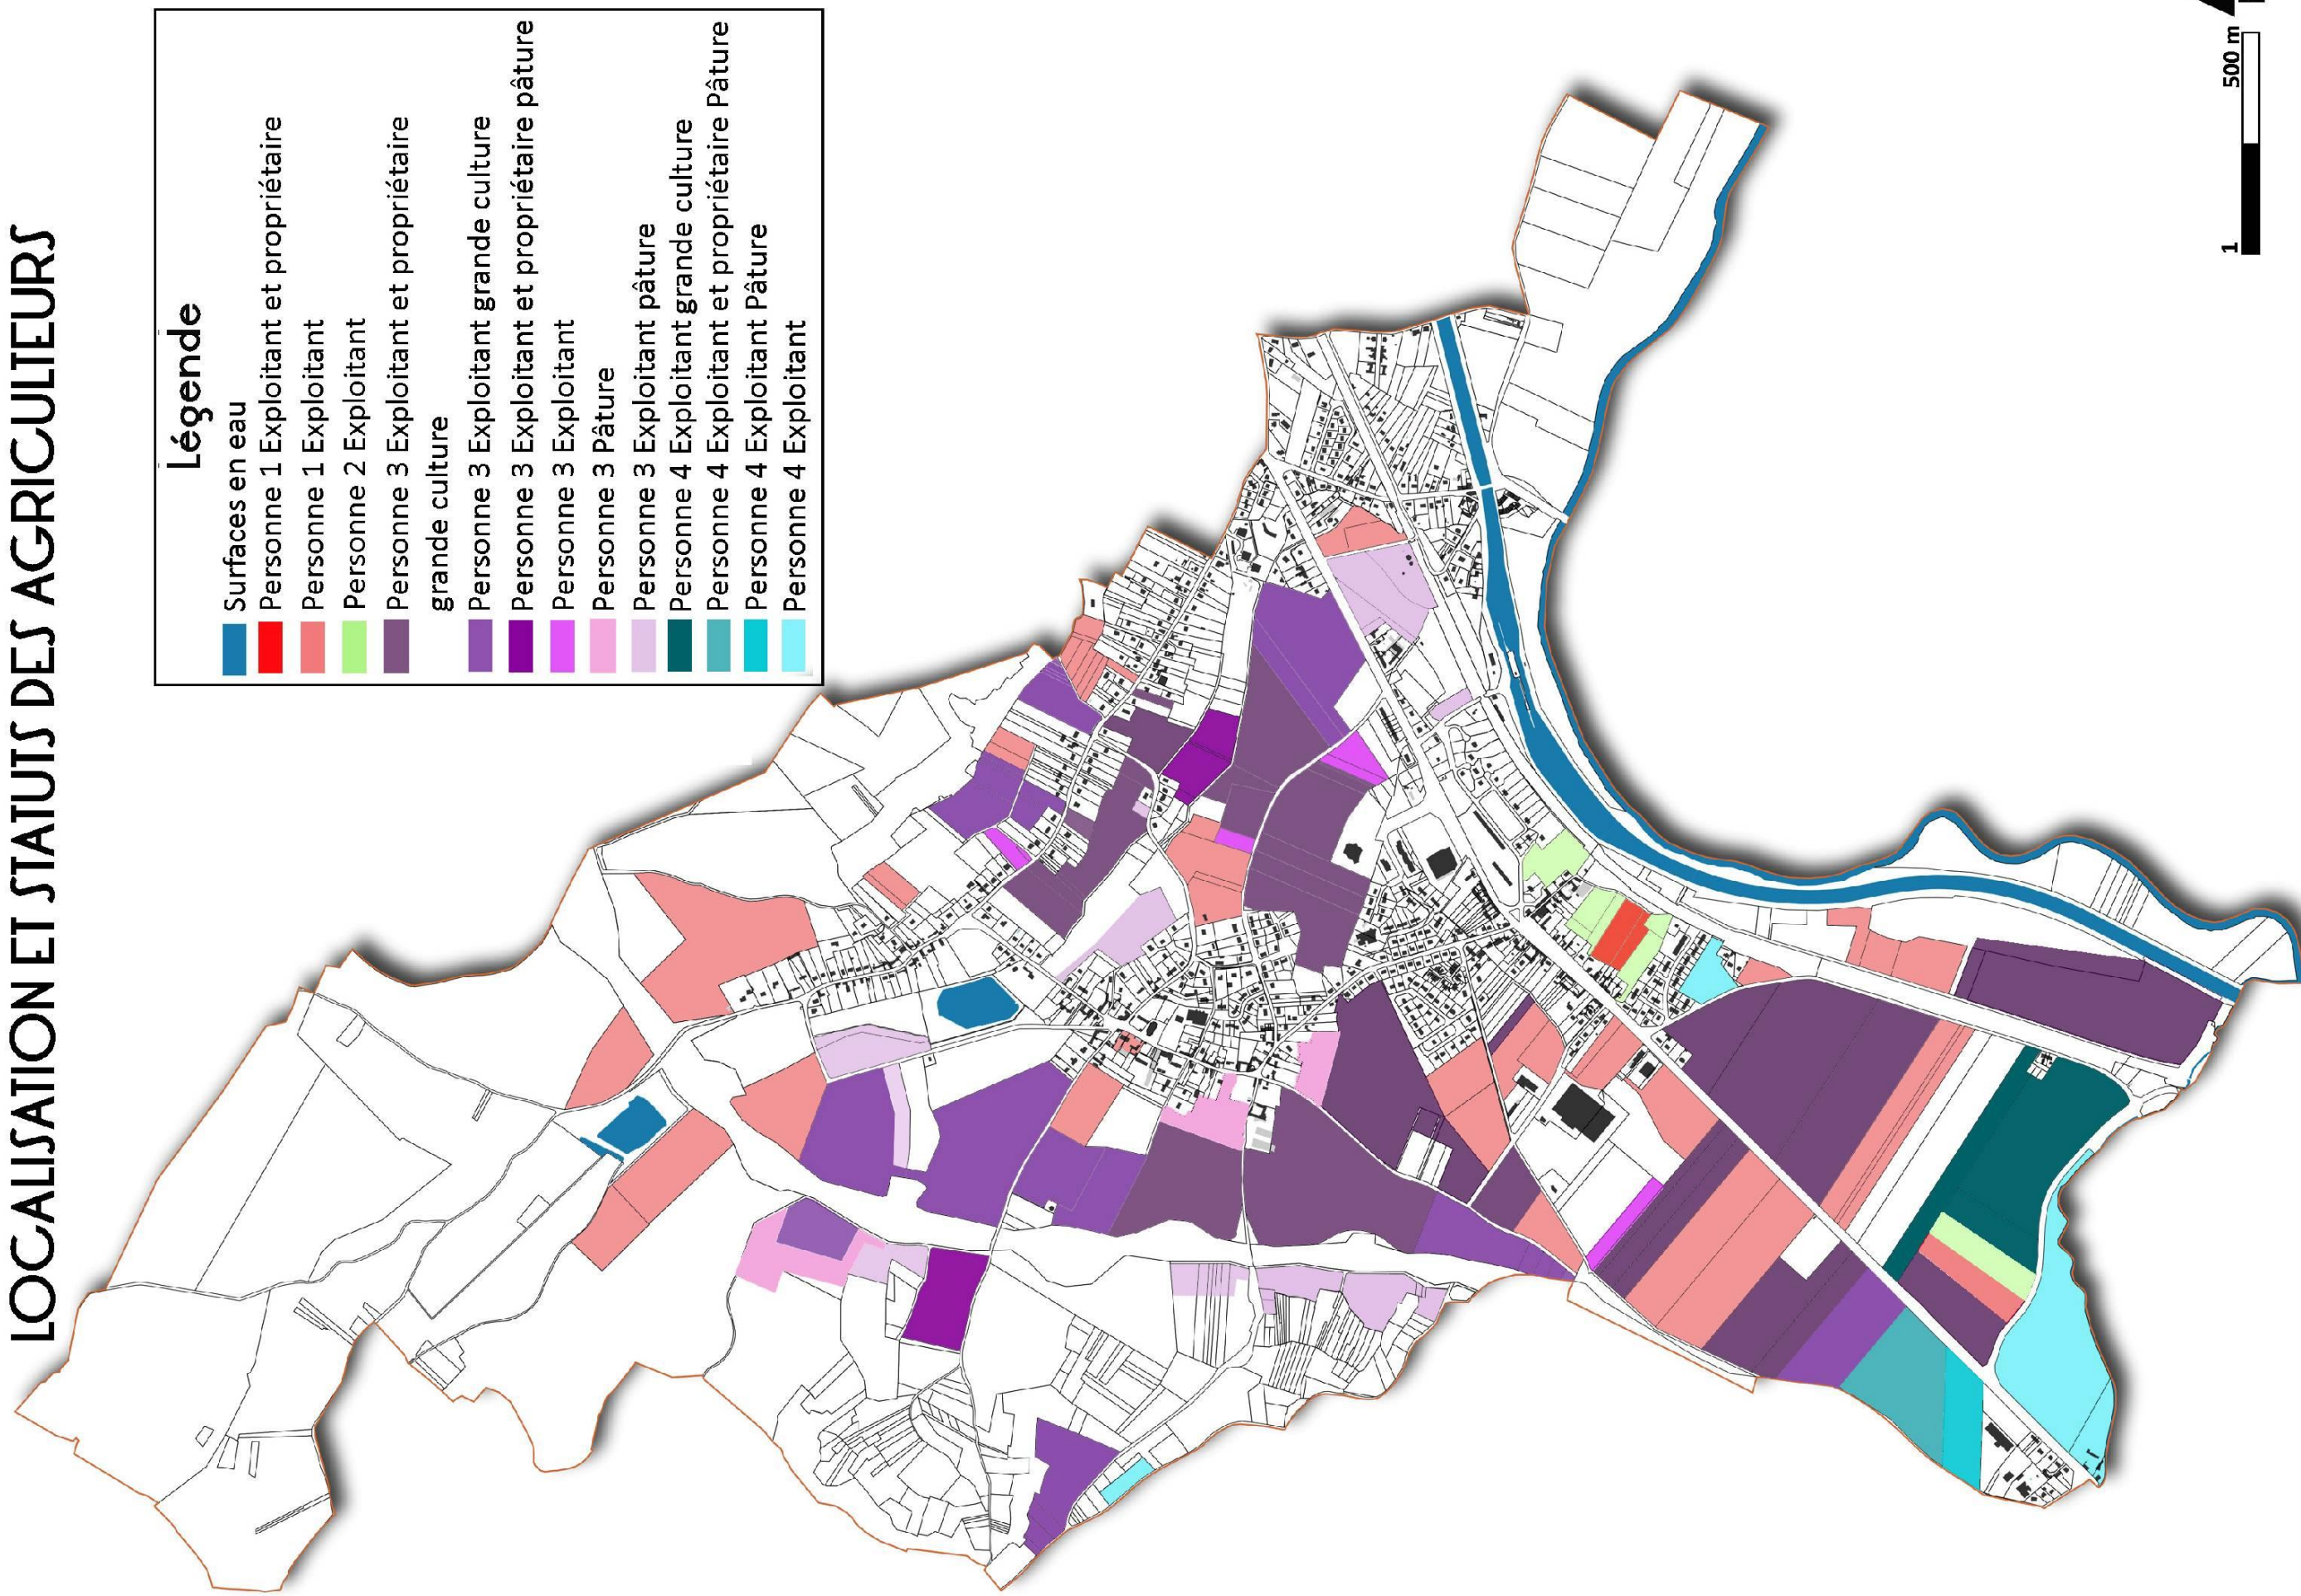 LOCALISATION ET STATUTS DES AGRICULTEURS
Légende
Surfaces en eau
Personne 1 Exploitant et propriétaire
Personne 1 Exploitant
Personne 2 Exploitant
Personne 3 Exploitant et propriétaire
grande culture
Personne 3 Exploitant grande culture
Personne 3 Exploitant et propriétaire pâture
Personne 3 Exploitant
Personne 3 Pâture
Personne 3 Exploitant pâture
Personne 4 Exploitant grande culture
Personne 4 Exploitant et propriétaire Pâture
Personne 4 Exploitant Pâture
Personne 4 Exploitant
1 500 m